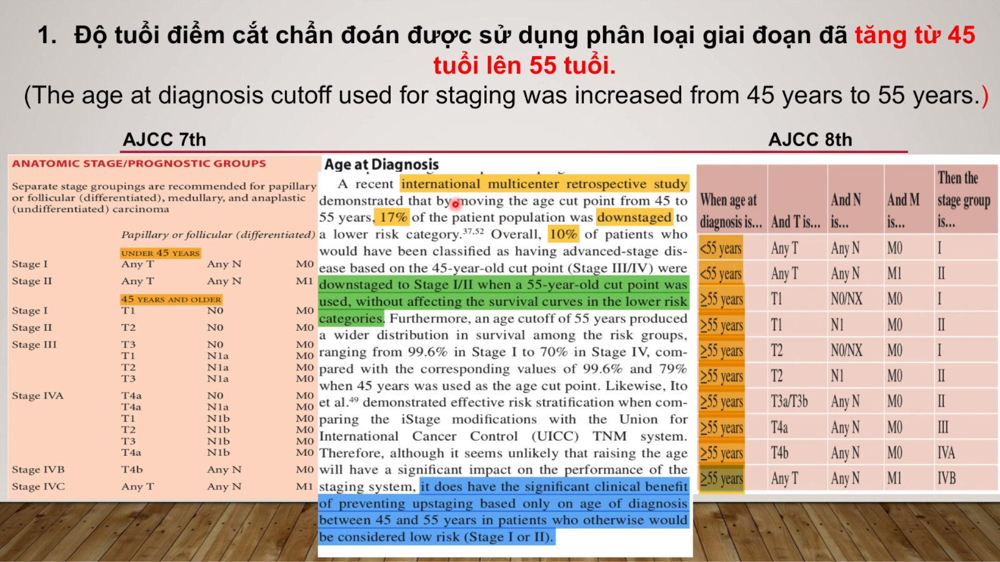 1. Độ tuổi điểm cắt chẩn đoán được sử dụng phân loại giai đoạn đã tăng từ 45
tuổi lên 55 tuổi.
(The age at diagnosis cutoff used for staging was increased from 45 years to 55 years.)
AJCC 7th
AJCC 8th
ANATOMIC STAGE/PROGNOSTIC GROUPS
Separate stage groupings are recommended for papillary
or follicular (differentiated), medullary, and anaplastic
(undifferentiated) carcinoma
Papillary or follicular (differentiated)
UNDER 45 YEARS
Stage I Any T Any N M0
Stage II Any T Any N M1
45 YEARS AND OLDER
Stage I T1 N0 M0
Stage II T2 N0 M0
Stage III T3 N0 M0
T1 N1a M0
T2 N1a M0
T3 N1a M0
Stage IVA T4a N0 M0
T4a N1a M0
T1 N1b M0
T2 N1b M0
T3 N1b M0
T4a N1b M0
Stage IVB T4b Any N M0
Stage IVC Any T Any N M1
Age at Diagnosis
A recent international multicenter retrospective study
demonstrated that by moving the age cut point from 45 to
55 years, 17% of the patient population was downstaged to
a lower risk category.37,52 Overall, 10% of patients who
would have been classified as having advanced-stage dis-
ease based on the 45-year-old cut point (Stage III/IV) were
downstaged to Stage I/II when a 55-year-old cut point was
used, without affecting the survival curves in the lower risk
categories. Furthermore, an age cutoff of 55 years produced
a wider distribution in survival among the risk groups,
ranging from 99.6% in Stage I to 70% in Stage IV, com-
pared with the corresponding values of 99.6% and 79%
when 45 years was used as the age cut point. Likewise, Ito
et al.49 demonstrated effective risk stratification when com-
paring the iStage modifications with the Union for
International Cancer Control (UICC) TNM system.
Therefore, although it seems unlikely that raising the age
will have a significant impact on the performance of the
staging system, it does have the significant clinical benefit
of preventing upstaging based only on age of diagnosis
between 45 and 55 years in patients who otherwise would
be considered low risk (Stage I or II).
When age at diagnosis is... And T is... And N is... And M is... Then the stage group is...
<55 years Any T Any N M0 I
<55 years Any T Any N M1 II
≥55 years T1 N0/NX M0 I
≥55 years T1 N1 M0 II
≥55 years T2 N0/NX M0 I
≥55 years T2 N1 M0 II
≥55 years T3a/T3b Any N M0 II
≥55 years T4a Any N M0 III
≥55 years T4b Any N M0 IVA
≥55 years Any T Any N M1 IVB